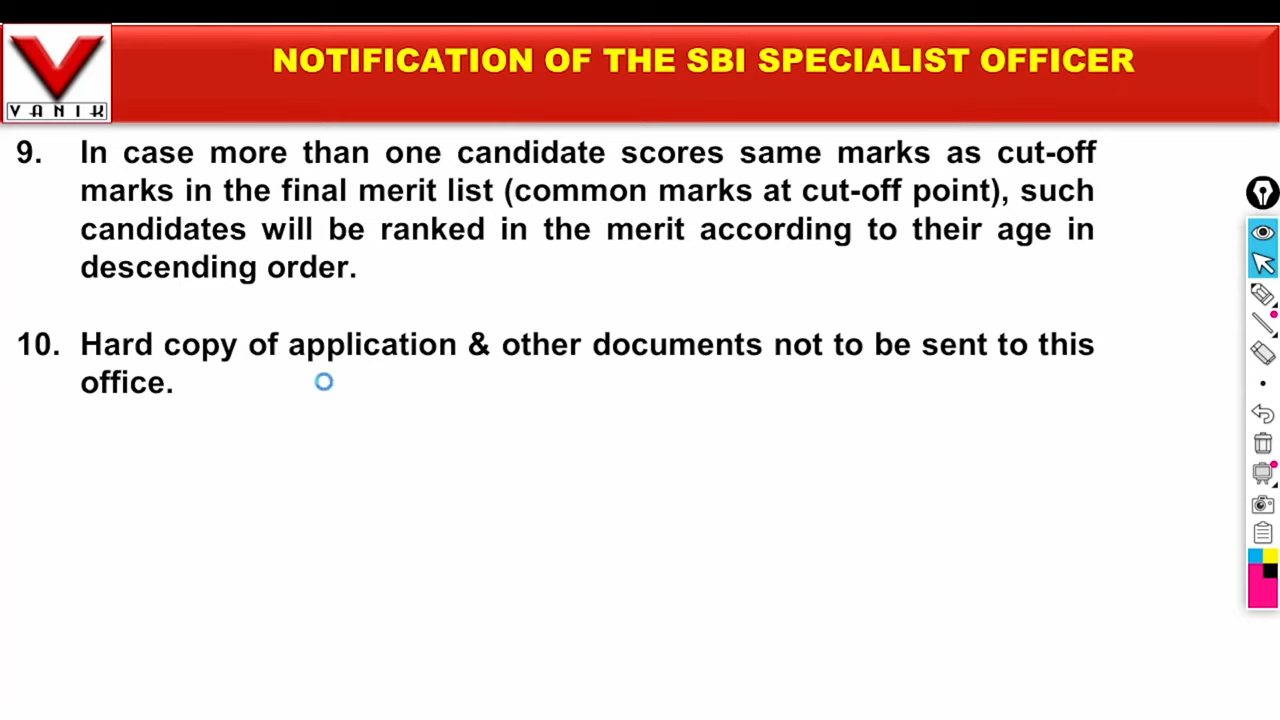 NOTIFICATION OF THE SBI SPECIALIST OFFICER
VANIK
9. In case more than one candidate scores same marks as cut-off
marks in the final merit list (common marks at cut-off point), such
candidates will be ranked in the merit according to their age in
descending order.
10. Hard copy of application & other documents not to be sent to this
office.